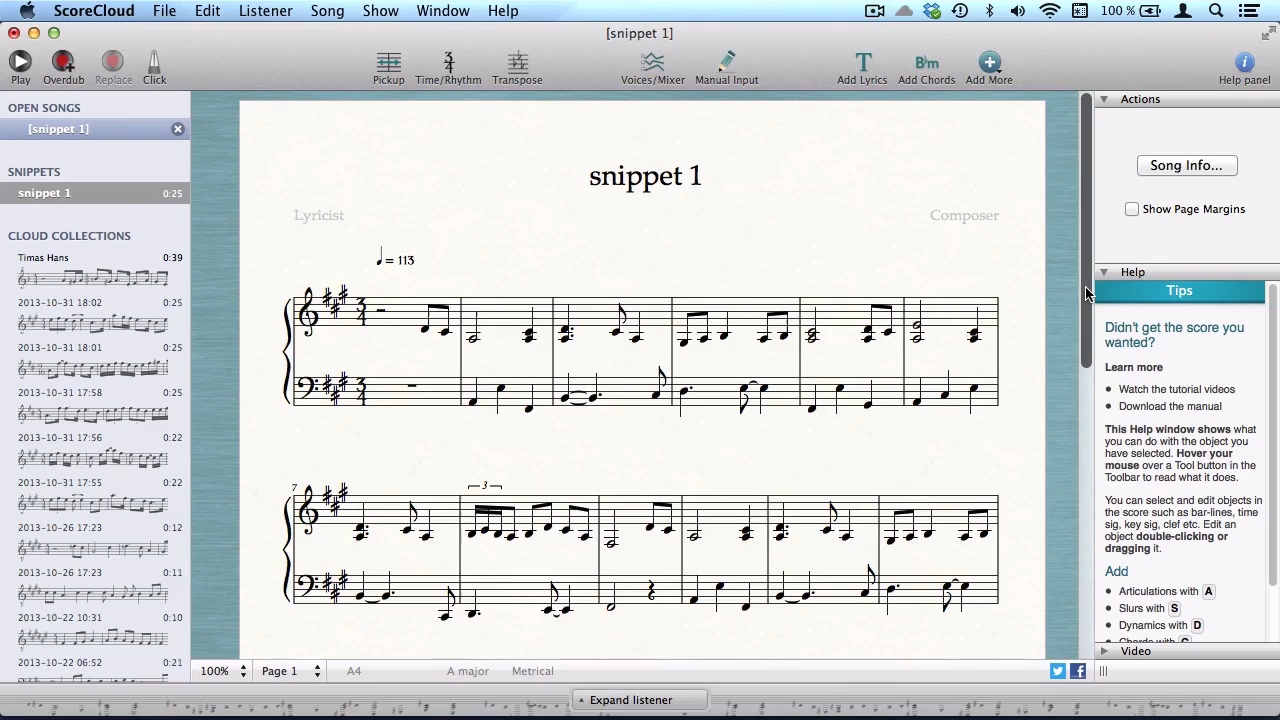 ScoreCloud File Edit Listener Song Show Window Help 100 %
[snippet 1]
Play Overdub Replace Click Pickup Time/Rhythm Transpose Voices/Mixer Manual Input Add Lyrics Add Chords Add More Help panel
OPEN SONGS
[snippet 1]
SNIPPETS
snippet 1 0:25
CLOUD COLLECTIONS
Timas Hans 0:39
2013-10-31 18:02 0:25
2013-10-31 18:01 0:25
2013-10-31 17:58 0:25
2013-10-31 17:56 0:22
2013-10-31 17:55 0:22
2013-10-26 17:23 0:12
2013-10-26 17:23 0:11
2013-10-22 10:31 0:10
2013-10-22 06:52 0:21
snippet 1
Lyricist Composer
= 113
3
4
3
4
7
3
Actions
Song Info...
Show Page Margins
Help
Tips
Didn't get the score you
wanted?
Learn more
Watch the tutorial videos
Download the manual
This Help window shows what
you can do with the object you
have selected. Hover your
mouse over a Tool button in the
Toolbar to read what it does.
You can select and edit objects in
the score such as bar-lines, time
sig, key sig, clef etc. Edit an
object double-clicking or
dragging it.
Add
Articulations with A
Slurs with S
Dynamics with D
Chords with C
Video
100% Page 1 A4 A major Metrical
Expand listener